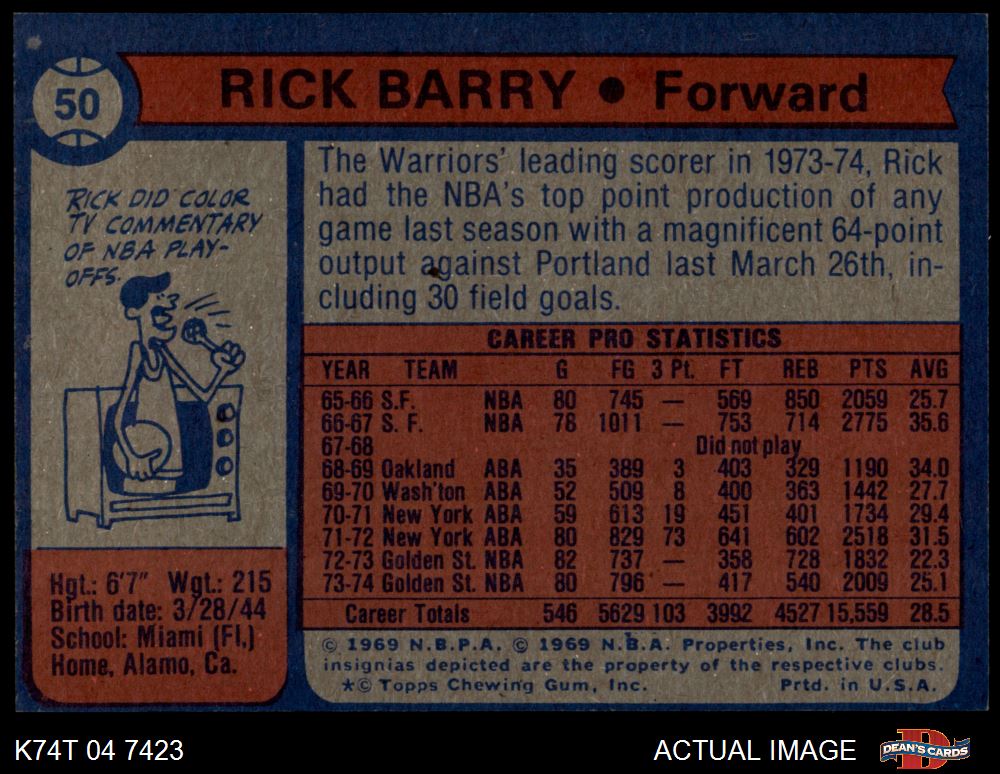 50
RICK BARRY ● Forward
RICK DID COLOR
TV COMMENTARY
OF NBA PLAY-
OFFS.
The Warriors' leading scorer in 1973-74, Rick
had the NBA's top point production of any
game last season with a magnificent 64-point
output against Portland last March 26th, in-
cluding 30 field goals.
CAREER PRO STATISTICS
YEAR TEAM G FG 3 Pt. FT REB PTS AVG
65-66 S.F. NBA 80 745 — 569 850 2059 25.7
66-67 S. F. NBA 78 1011 — 753 714 2775 35.6
67-68 Did not play
68-69 Oakland ABA 35 389 3 403 329 1190 34.0
69-70 Wash'ton ABA 52 509 8 400 363 1442 27.7
70-71 New York ABA 59 613 19 451 401 1734 29.4
71-72 New York ABA 80 829 73 641 602 2518 31.5
72-73 Golden St. NBA 82 737 — 358 728 1832 22.3
73-74 Golden St. NBA 80 796 — 417 540 2009 25.1
Career Totals 546 5629 103 3992 4527 15,559 28.5
Hgt.: 6'7" Wgt.: 215
Birth date: 3/28/44
School: Miami (Fl.)
Home, Alamo, Ca.
© 1969 N.B.P.A. © 1969 N.B.A. Properties, Inc. The club
insignias depicted are the property of the respective clubs.
*© Topps Chewing Gum, Inc. Prtd. in U.S.A.
K74T 04 7423
ACTUAL IMAGE
DEAN'S CARDS